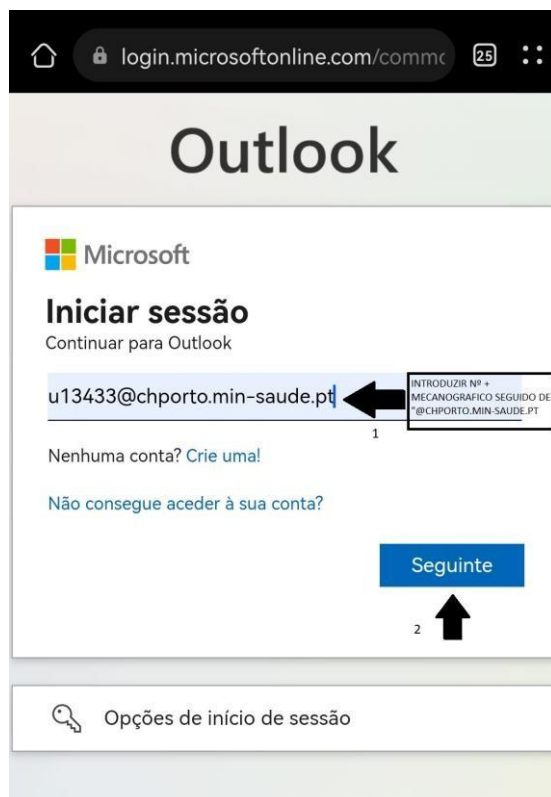 login.microsoftonline.com/commo
25
Outlook
Microsoft
Iniciar sessão
Continuar para Outlook
u13433@chporto.min-saude.pt
INTRODUZIR Nº +
MECANOGRAFICO SEGUIDO DE
"@CHPORTO.MIN-SAUDE.PT
1
Nenhuma conta? Crie uma!
Não consegue aceder à sua conta?
Seguinte
2
Opções de início de sessão